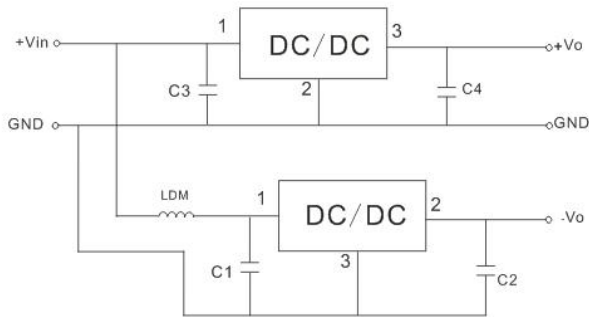 1 DC/DC 3
+Vin +Vo
C3 2 C4
GND GND
LDM 1 DC/DC 2
-Vo
C1 3 C2